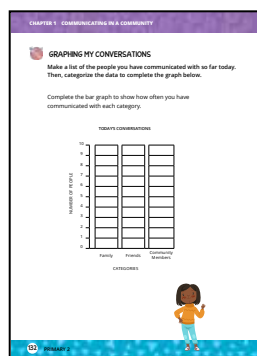 CHAPTER 1 COMMUNICATING IN A COMMUNITY
GRAPHING MY CONVERSATIONS
Make a list of the people you have communicated with so far today.
Then, categorize the data to complete the graph below.
Complete the bar graph to show how often you have
communicated with each category.
TODAY'S CONVERSATIONS
NUMBER OF PEOPLE
10
9
8
7
6
5
4
3
2
1
0
Family Friends Community
Members
CATEGORIES
132 PRIMARY 2